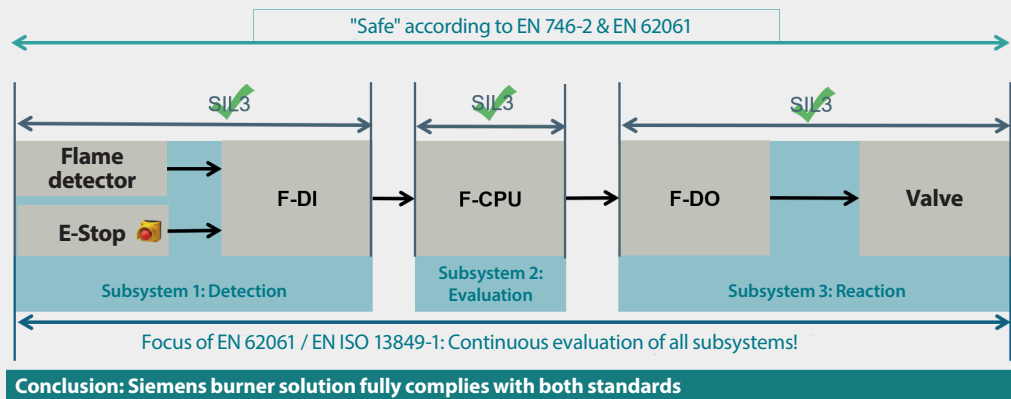 "Safe" according to EN 746-2 & EN 62061
SIL3
SIL3
SIL3
Flame
detector
E-Stop
F-DI
F-CPU
F-DO
Valve
Subsystem 1: Detection
Subsystem 2:
Evaluation
Subsystem 3: Reaction
Focus of EN 62061 / EN ISO 13849-1: Continuous evaluation of all subsystems!
Conclusion: Siemens burner solution fully complies with both standards